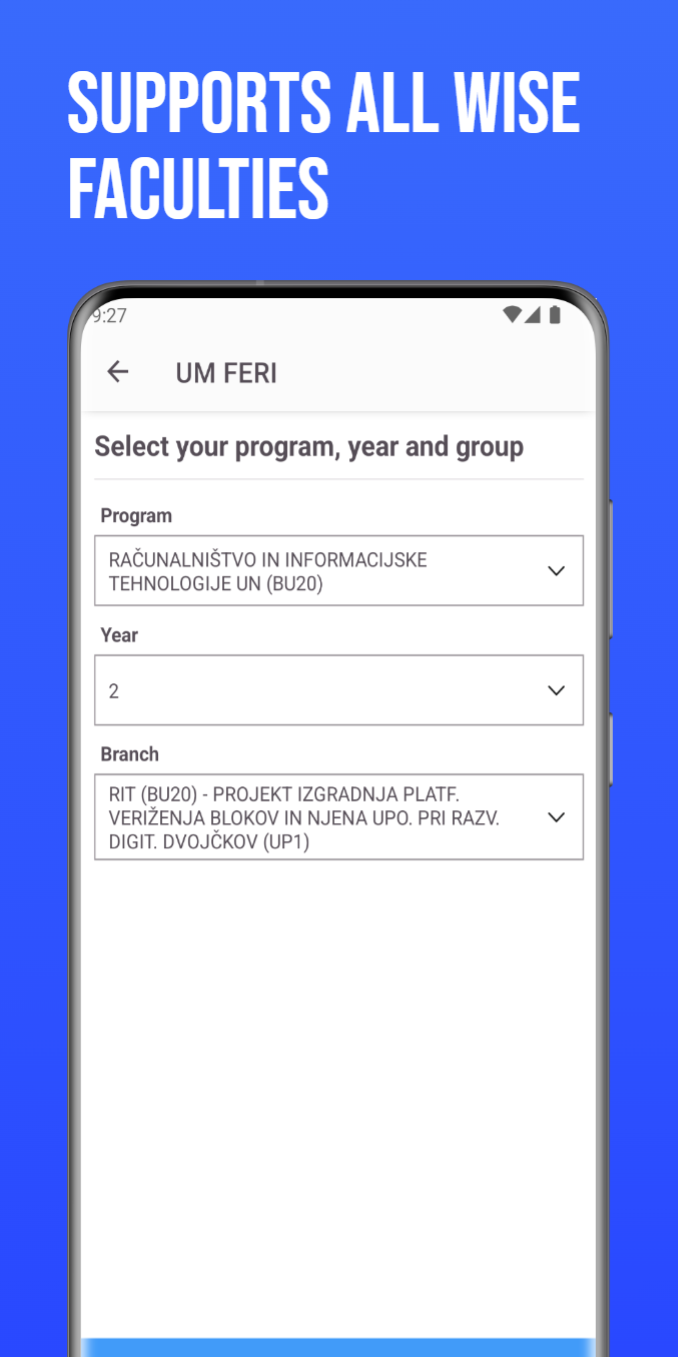 SUPPORTS ALL WISE
FACULTIES
9:27
UM FERI
Select your program, year and group
Program
RAČUNALNIŠTVO IN INFORMACIJSKE
TEHNOLOGIJE UN (BU20)
Year
2
Branch
RIT (BU20) - PROJEKT IZGRADNJA PLATF.
VERIŽENJA BLOKOV IN NJENA UPO. PRI RAZV.
DIGIT. DVOJČKOV (UP1)